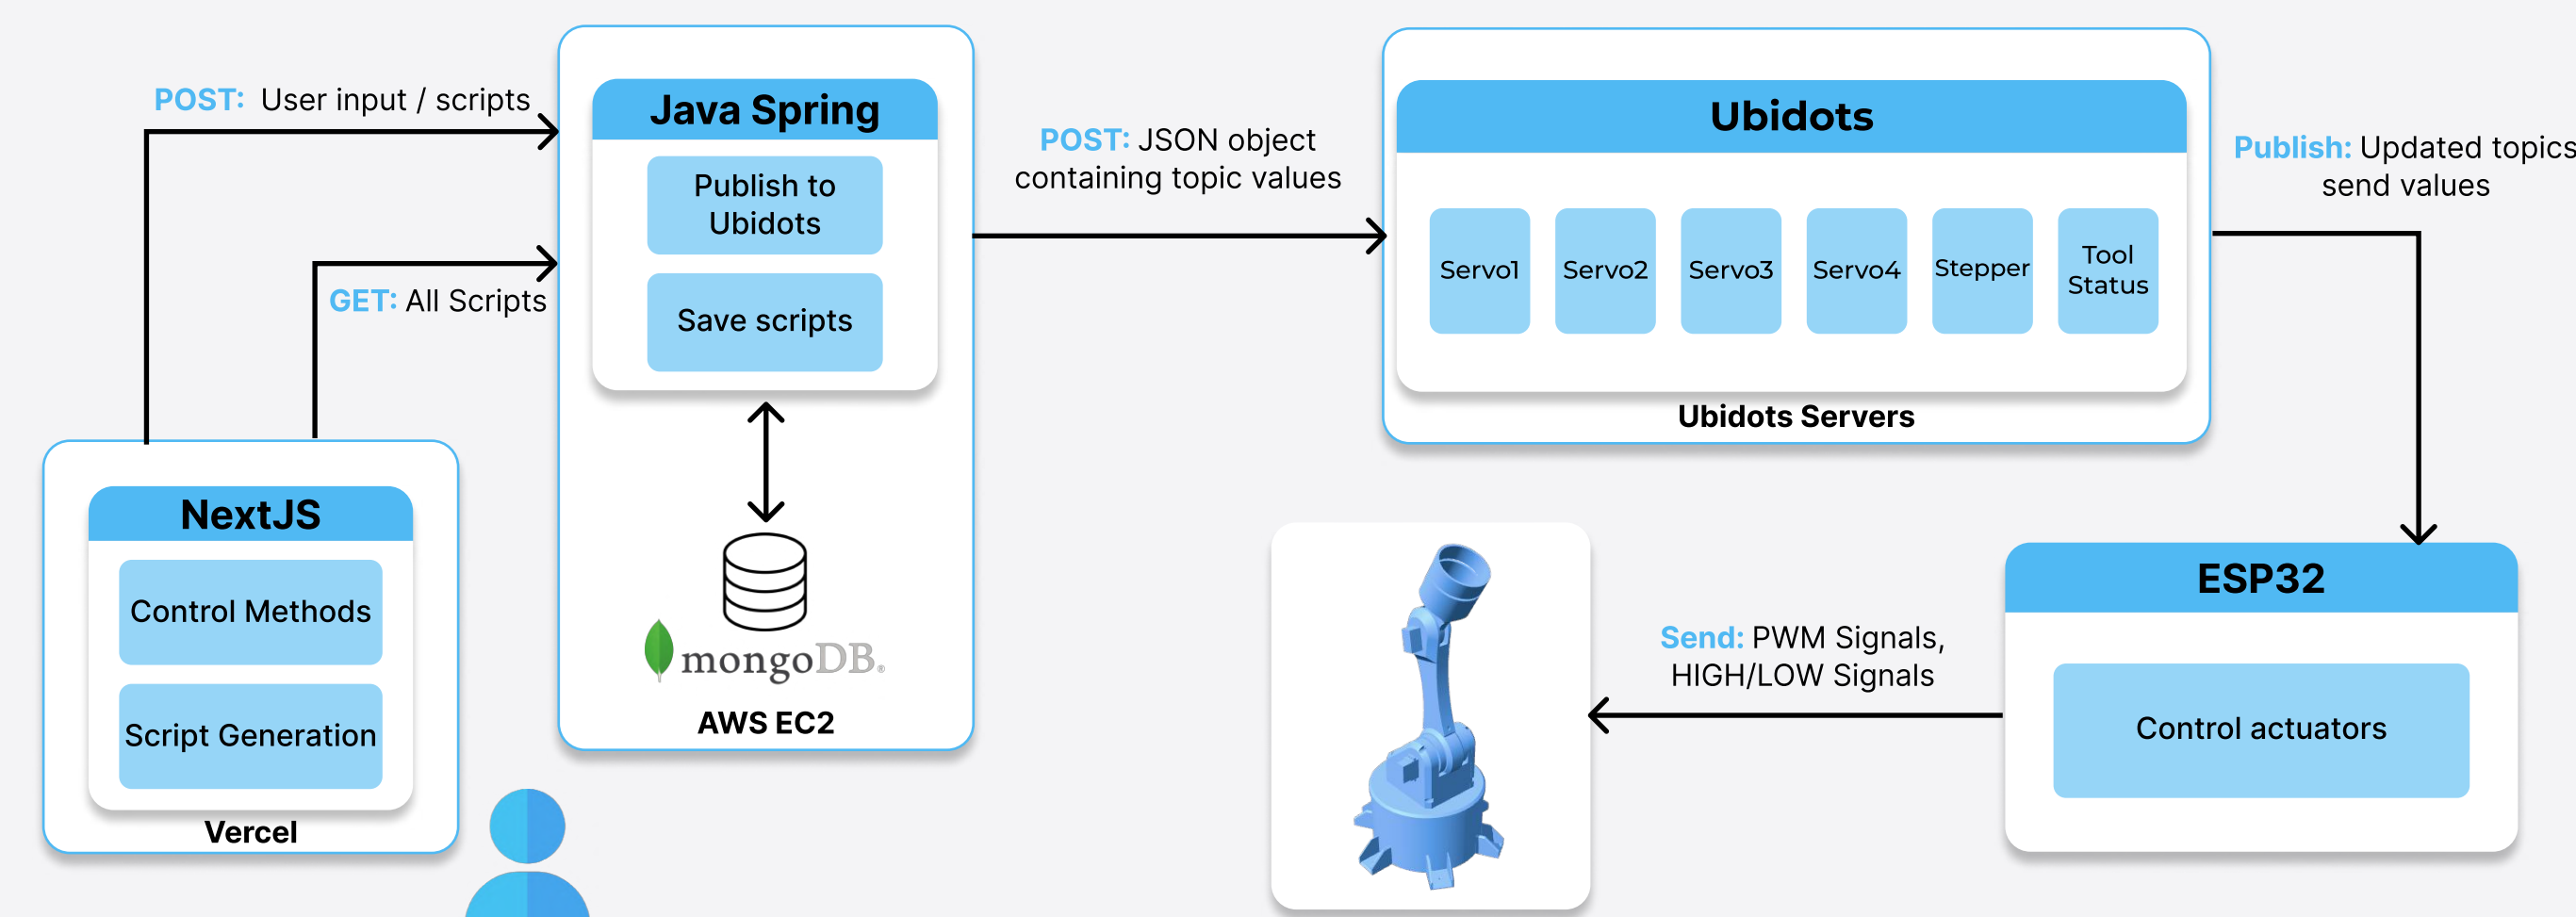 POST: User input / scripts
GET: All Scripts
NextJS
Control Methods
Script Generation
Vercel
Java Spring
Publish to
Ubidots
Save scripts
mongoDB®
AWS EC2
POST: JSON object
containing topic values
Ubidots
Servo1
Servo2
Servo3
Servo4
Stepper
Tool
Status
Ubidots Servers
Publish: Updated topics
send values
ESP32
Control actuators
Send: PWM Signals,
HIGH/LOW Signals